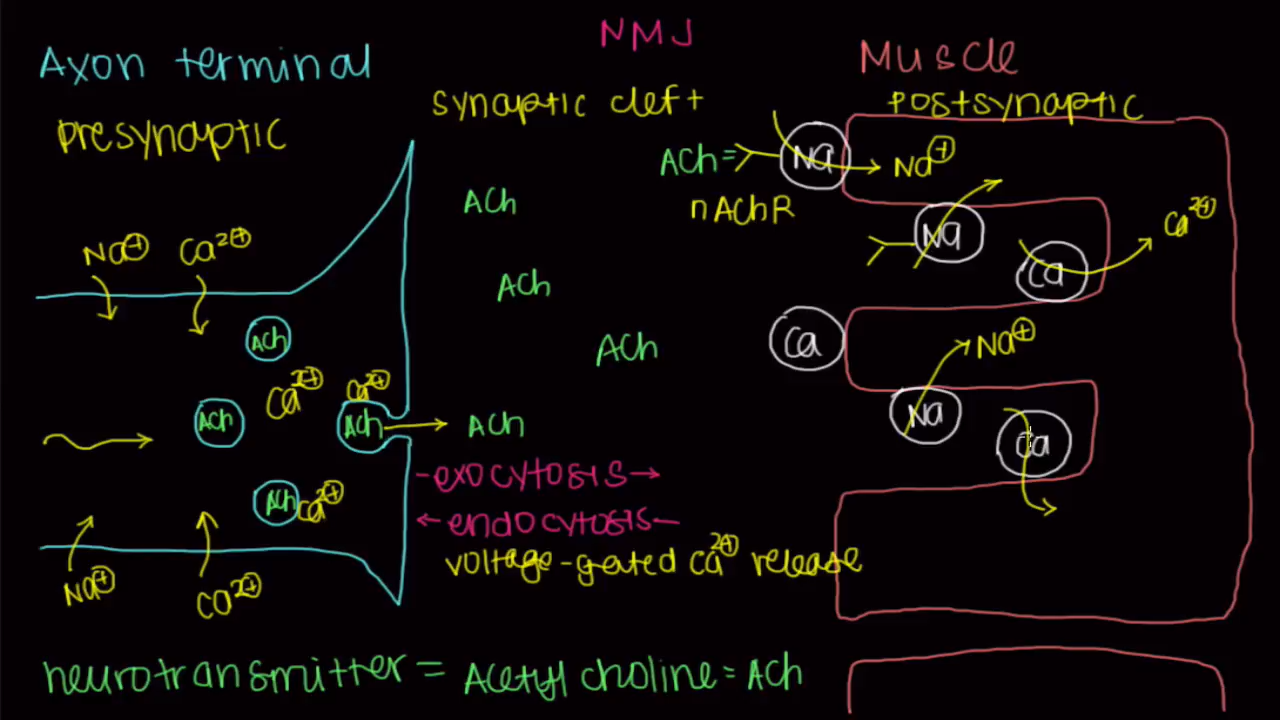 NMJ
Axon terminal
presynaptic
synaptic cleft
Muscle
postsynaptic
ACh
Na
Na+
nAChR
ACh
Na
Ca
Ca2+
Na+
Ca2+
ACh
ACh
Ca
Na+
ACh
Ca2+
Ca2+
ACh
ACh
ACh
Na
Ca
-exocytosis→
ACh
Ca2+
←endocytosis-
voltage-gated Ca2+ release
Na+
Ca2+
neurotransmitter = Acetylcholine = ACh